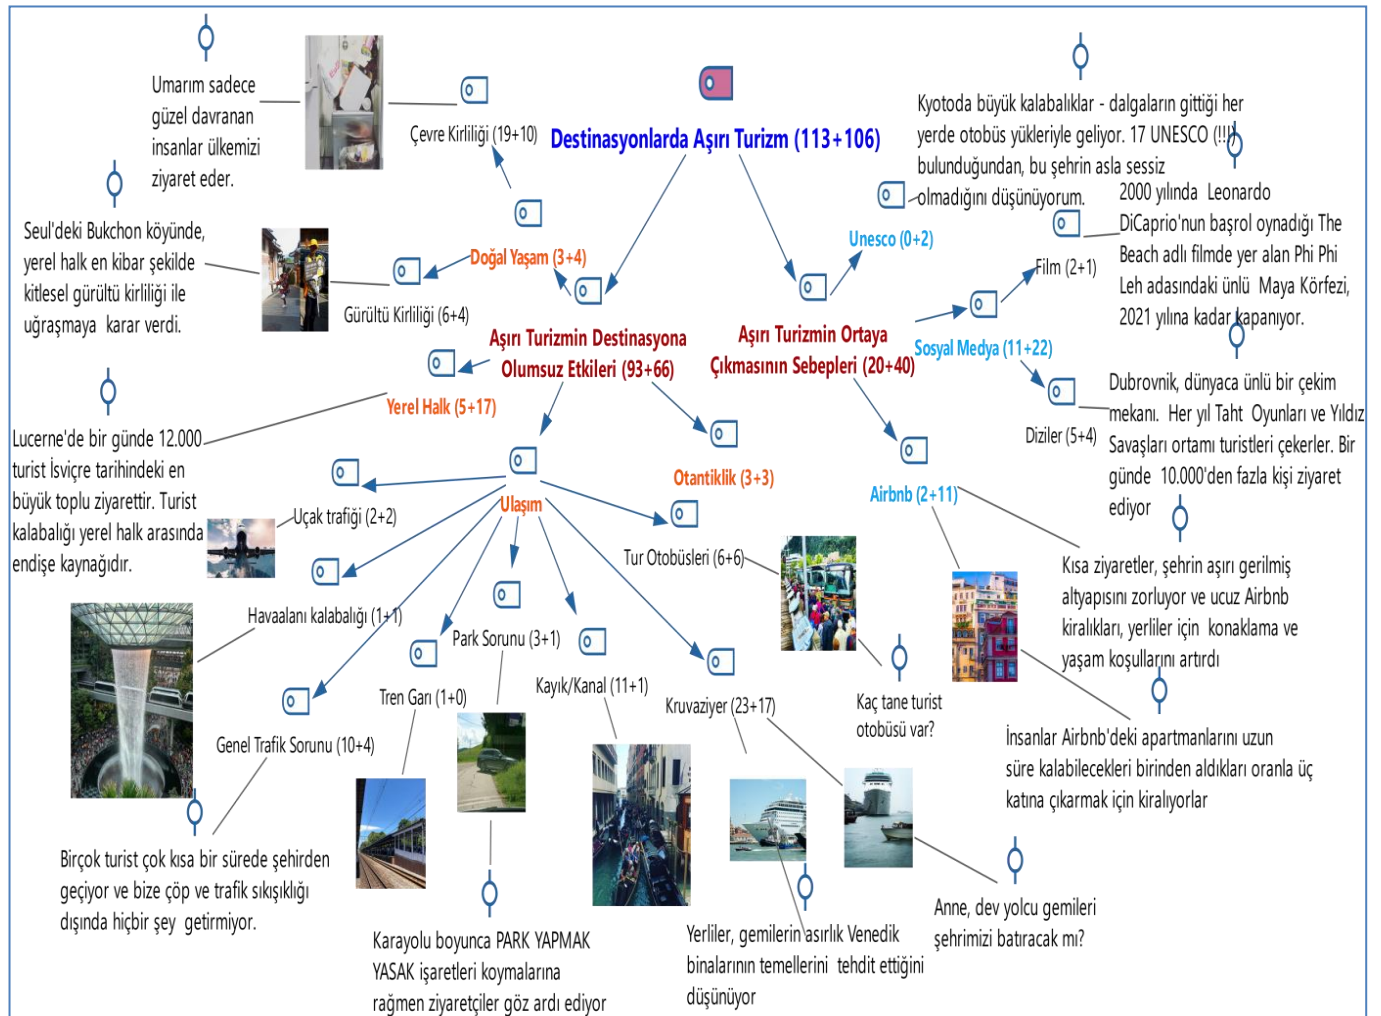 Destinasyonlarda Aşırı Turizm (113+106)
Umarım sadece
güzel davranan
insanlar ülkemizi
ziyaret eder.
Çevre Kirliliği (19+10)
Kyotoda büyük kalabalıklar - dalgaların gittiği her
yerde otobüs yükleriyle geliyor. 17 UNESCO (!!!)
bulunduğundan, bu şehrin asla sessiz
olmadığını düşünüyorum.
Seul'deki Bukchon köyünde,
yerel halk en kibar şekilde
kitlesel gürültü kirliliği ile
uğraşmaya karar verdi.
Doğal Yaşam (3+4)
Gürültü Kirliliği (6+4)
Unesco (0+2)
Film (2+1)
2000 yılında Leonardo
DiCaprio'nun başrol oynadığı The
Beach adlı filmde yer alan Phi Phi
Leh adasındaki ünlü Maya Körfezi,
2021 yılına kadar kapanıyor.
Aşırı Turizmin Destinasyona
Olumsuz Etkileri (93+66)
Aşırı Turizmin Ortaya
Çıkmasının Sebepleri (20+40)
Sosyal Medya (11+22)
Yerel Halk (5+17)
Diziler (5+4)
Dubrovnik, dünyaca ünlü bir çekim
mekanı. Her yıl Taht Oyunları ve Yıldız
Savaşları ortamı turistleri çekerler. Bir
günde 10.000'den fazla kişi ziyaret
ediyor
Lucerne'de bir günde 12.000
turist İsviçre tarihindeki en
büyük toplu ziyarettir. Turist
kalabalığı yerel halk arasında
endişe kaynağıdır.
Ulaşım
Otantiklik (3+3)
Airbnb (2+11)
Uçak trafiği (2+2)
Tur Otobüsleri (6+6)
Kısa ziyaretler, şehrin aşırı gerilmiş
altyapısını zorluyor ve ucuz Airbnb
kiralıkları, yerliler için konaklama ve
yaşam koşullarını artırdı
Havaalanı kalabalığı (1+1)
Park Sorunu (3+1)
Tren Garı (1+0)
Kayık/Kanal (11+1)
Kruvaziyer (23+17)
Kaç tane turist
otobüsü var?
Genel Trafik Sorunu (10+4)
İnsanlar Airbnb'deki apartmanlarını uzun
süre kalabilecekleri birinden aldıkları oranla üç
katına çıkarmak için kiralıyorlar
Birçok turist çok kısa bir sürede şehirden
geçiyor ve bize çöp ve trafik sıkışıklığı
dışında hiçbir şey getirmiyor.
Karayolu boyunca PARK YAPMAK
YASAK işaretleri koymalarına
rağmen ziyaretçiler göz ardı ediyor
Yerliler, gemilerin asırlık Venedik
binalarının temellerini tehdit ettiğini
düşünüyor
Anne, dev yolcu gemileri
şehrimizi batıracak mı?